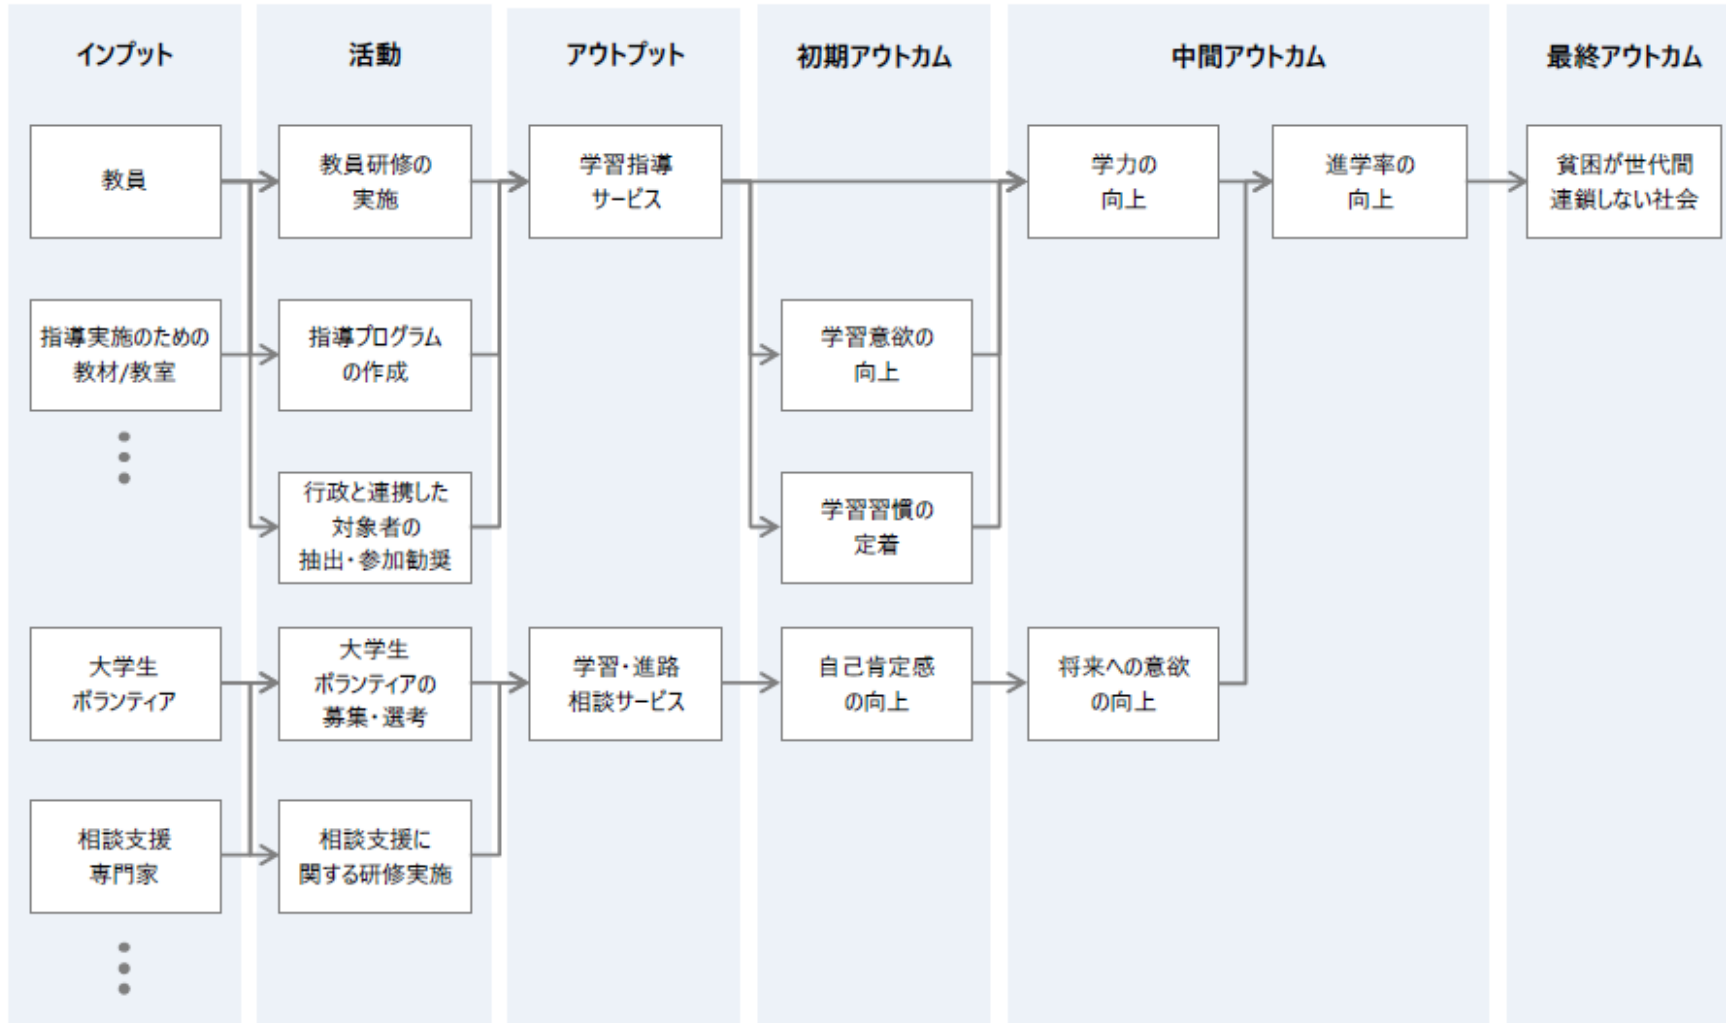 インプット
活動
アウトプット
初期アウトカム
中間アウトカム
最終アウトカム
教員
教員研修の
実施
学習指導
サービス
学力の
向上
進学率の
向上
貧困が世代間
連鎖しない社会
指導実施のための
教材/教室
指導プログラム
の作成
学習意欲の
向上
行政と連携した
対象者の
抽出・参加勧奨
学習習慣の
定着
大学生
ボランティア
大学生
ボランティアの
募集・選考
学習・進路
相談サービス
自己肯定感
の向上
将来への意欲
の向上
相談支援
専門家
相談支援に
関する研修実施